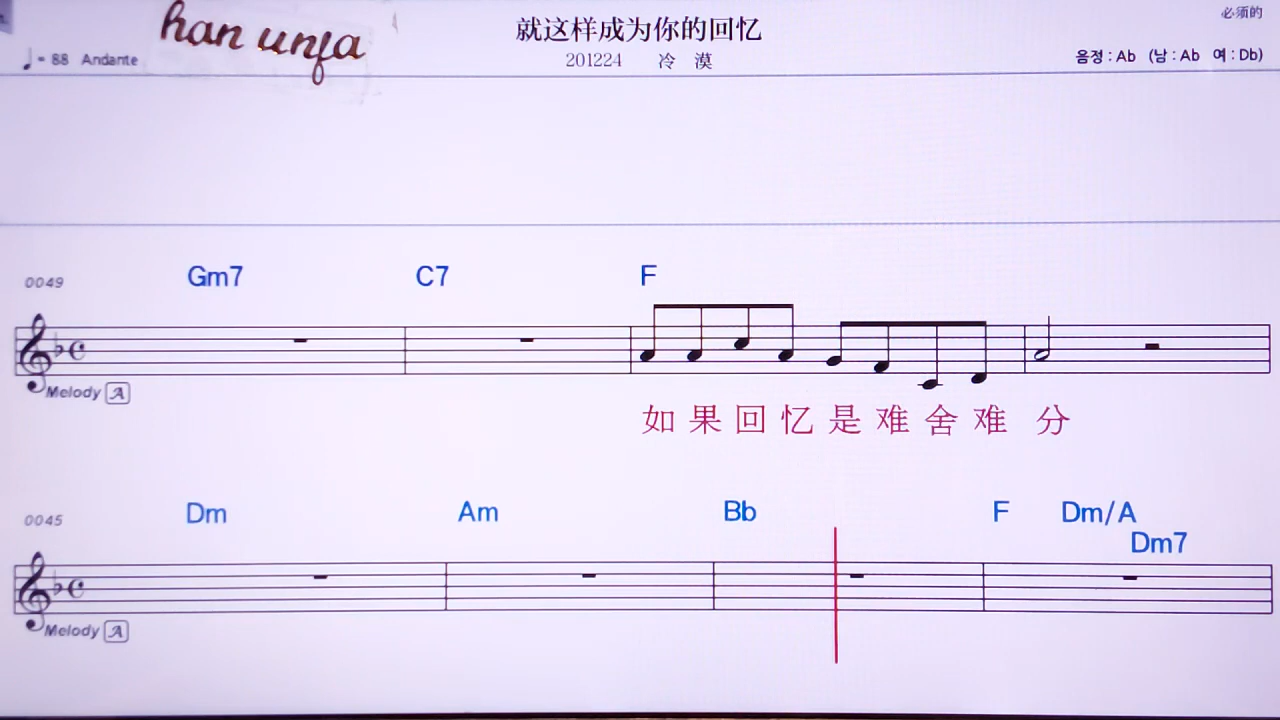 han unfa
就这样成为你的回忆
必须的
♩= 88 Andante
201224 冷 漠
음정 : Ab (남 : Ab 여 : Db)
0049 Gm7 C7 F
Melody A
如 果 回 忆 是 难 舍 难 分
0045 Dm Am Bb F Dm/A
Dm7
Melody A